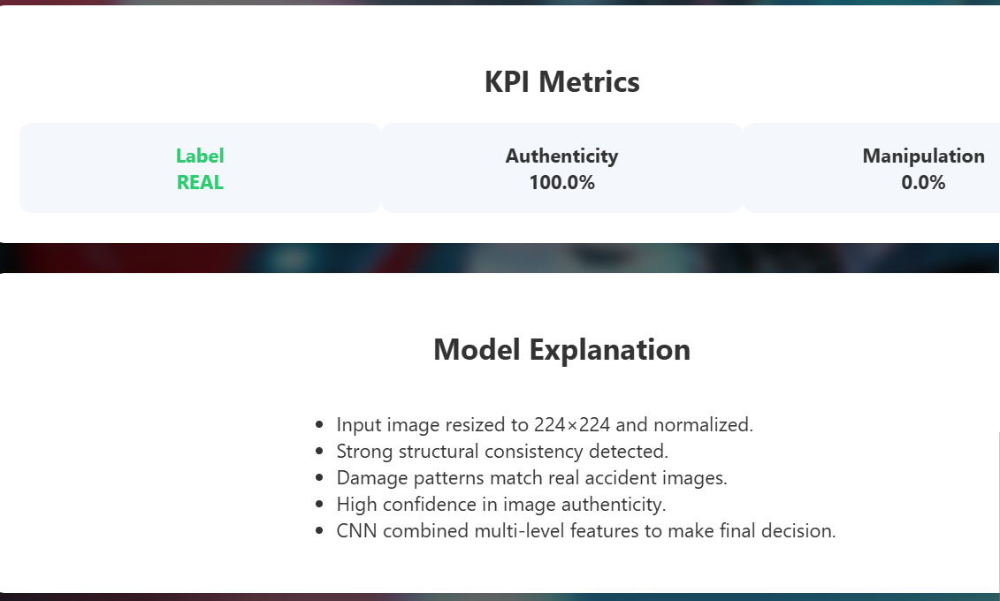 KPI Metrics
Label
REAL
Authenticity
100.0%
Manipulation
0.0%
Model Explanation
Input image resized to 224×224 and normalized.
Strong structural consistency detected.
Damage patterns match real accident images.
High confidence in image authenticity.
CNN combined multi-level features to make final decision.